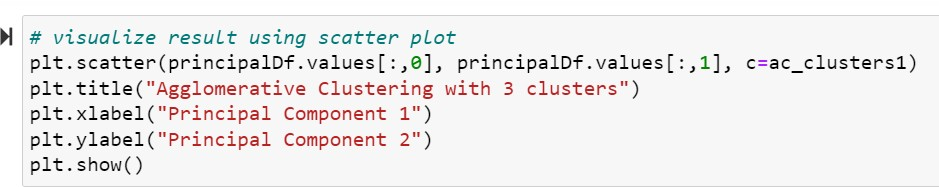 # visualize result using scatter plot
plt.scatter(principalDf.values[:,0], principalDf.values[:,1], c=ac_clusters1)
plt.title("Agglomerative Clustering with 3 clusters")
plt.xlabel("Principal Component 1")
plt.ylabel("Principal Component 2")
plt.show()